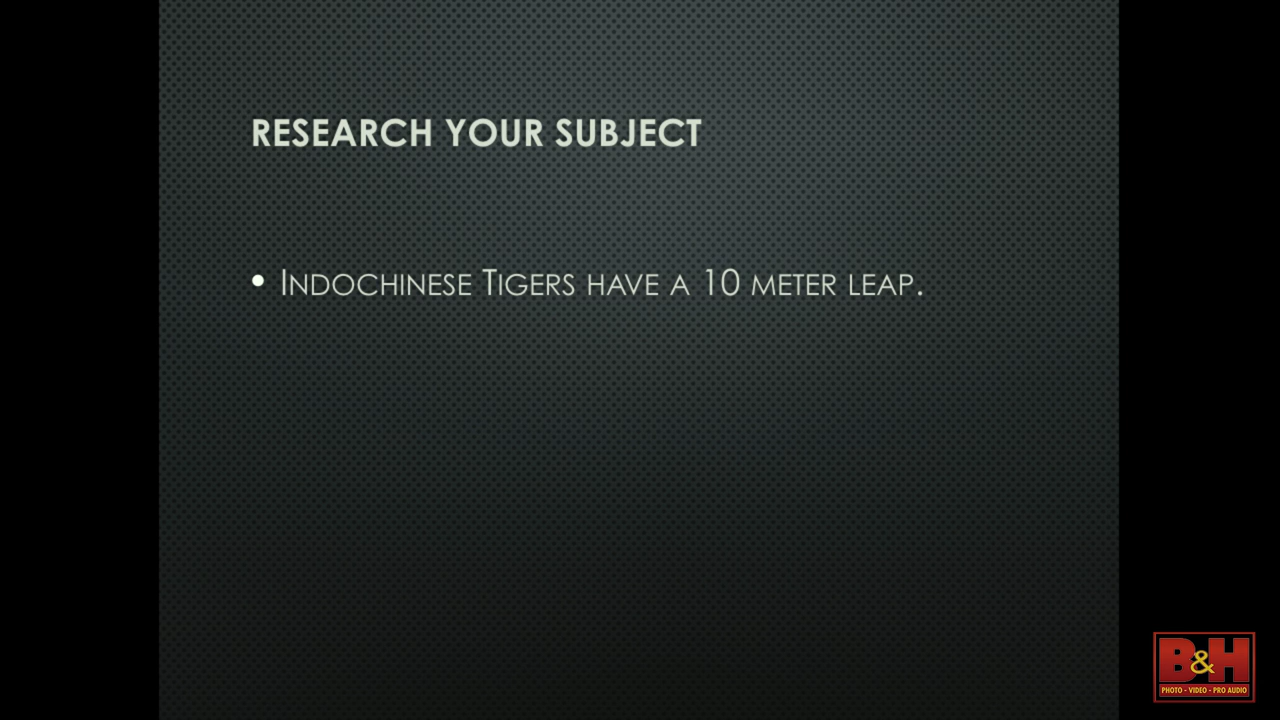 RESEARCH YOUR SUBJECT
• INDOCHINESE TIGERS HAVE A 10 METER LEAP.
B&H
PHOTO - VIDEO - PRO AUDIO